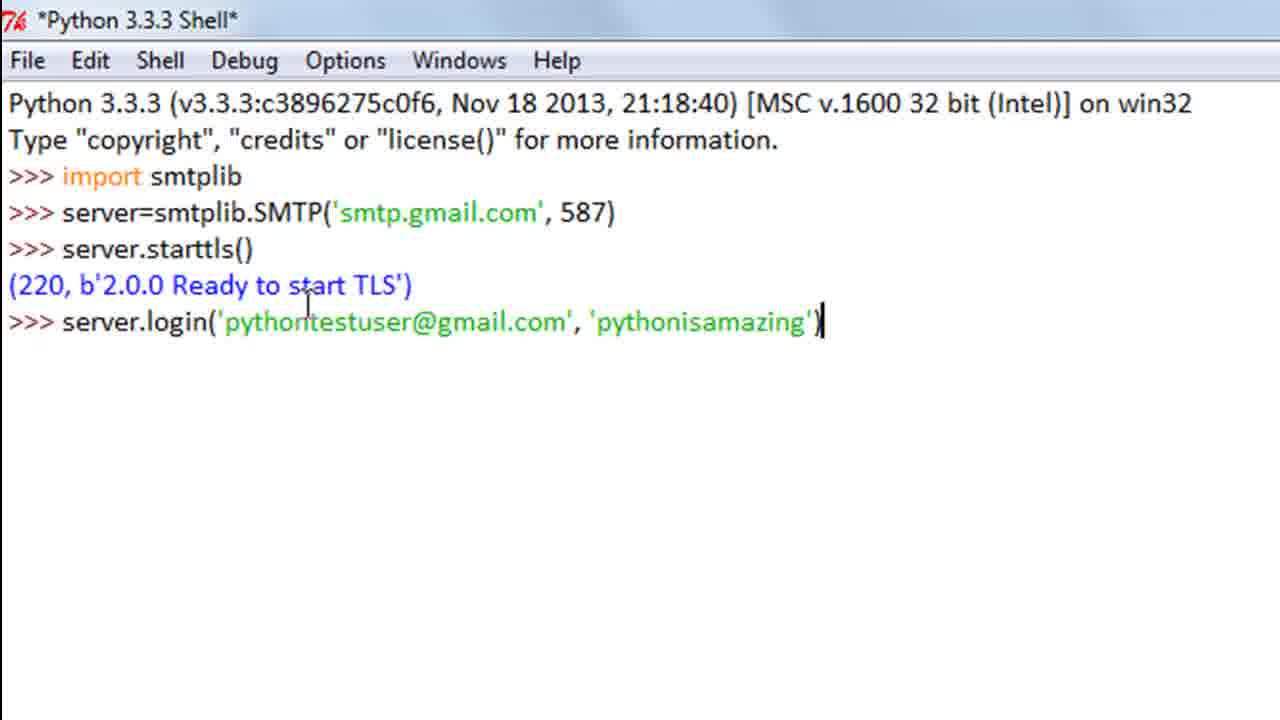 *Python 3.3.3 Shell*
File Edit Shell Debug Options Windows Help
Python 3.3.3 (v3.3.3:c3896275c0f6, Nov 18 2013, 21:18:40) [MSC v.1600 32 bit (Intel)] on win32
Type "copyright", "credits" or "license()" for more information.
>>> import smtplib
>>> server=smtplib.SMTP('smtp.gmail.com', 587)
>>> server.starttls()
(220, b'2.0.0 Ready to start TLS')
>>> server.login('pythontestuser@gmail.com', 'pythonisamazing')